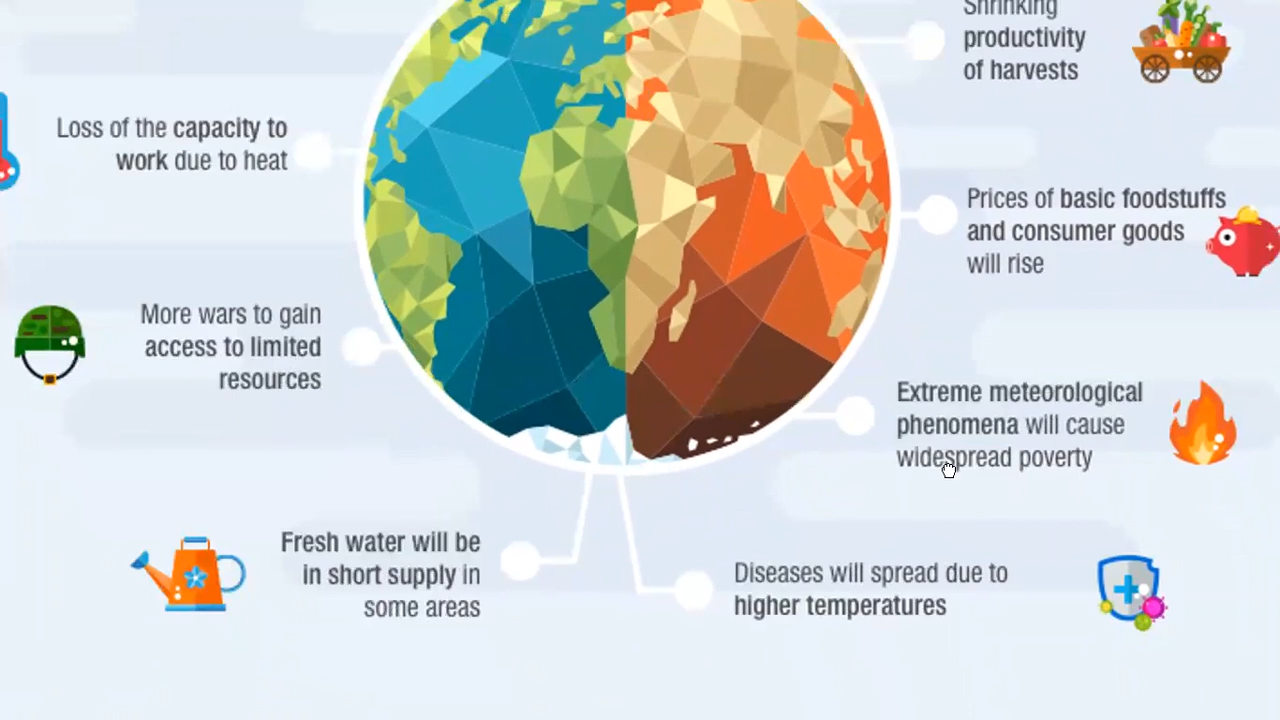 Shrinking
productivity
of harvests
Loss of the capacity to
work due to heat
Prices of basic foodstuffs
and consumer goods
will rise
More wars to gain
access to limited
resources
Extreme meteorological
phenomena will cause
widespread poverty
Fresh water will be
in short supply in
some areas
Diseases will spread due to
higher temperatures